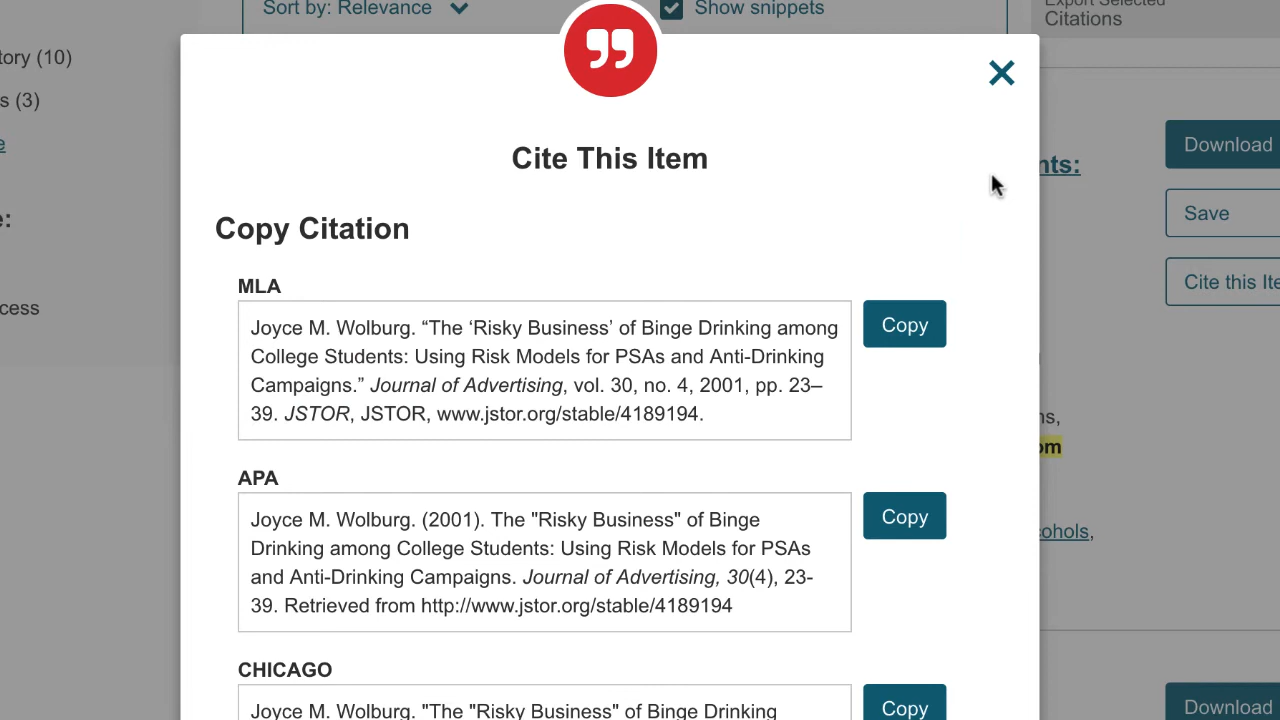 Sort by: Relevance
Show snippets
Export Selected
Citations
tory (10)
s (3)
e
e:
cess
nts:
Download
Save
Cite this Ite
ns,
om
cohols,
Download
Cite This Item
Copy Citation
MLA
Joyce M. Wolburg. “The ‘Risky Business’ of Binge Drinking among
College Students: Using Risk Models for PSAs and Anti-Drinking
Campaigns.” Journal of Advertising, vol. 30, no. 4, 2001, pp. 23–
39. JSTOR, JSTOR, www.jstor.org/stable/4189194.
Copy
APA
Joyce M. Wolburg. (2001). The "Risky Business" of Binge
Drinking among College Students: Using Risk Models for PSAs
and Anti-Drinking Campaigns. Journal of Advertising, 30(4), 23-
39. Retrieved from http://www.jstor.org/stable/4189194
Copy
CHICAGO
Joyce M. Wolburg. "The "Risky Business" of Binge Drinking
Copy